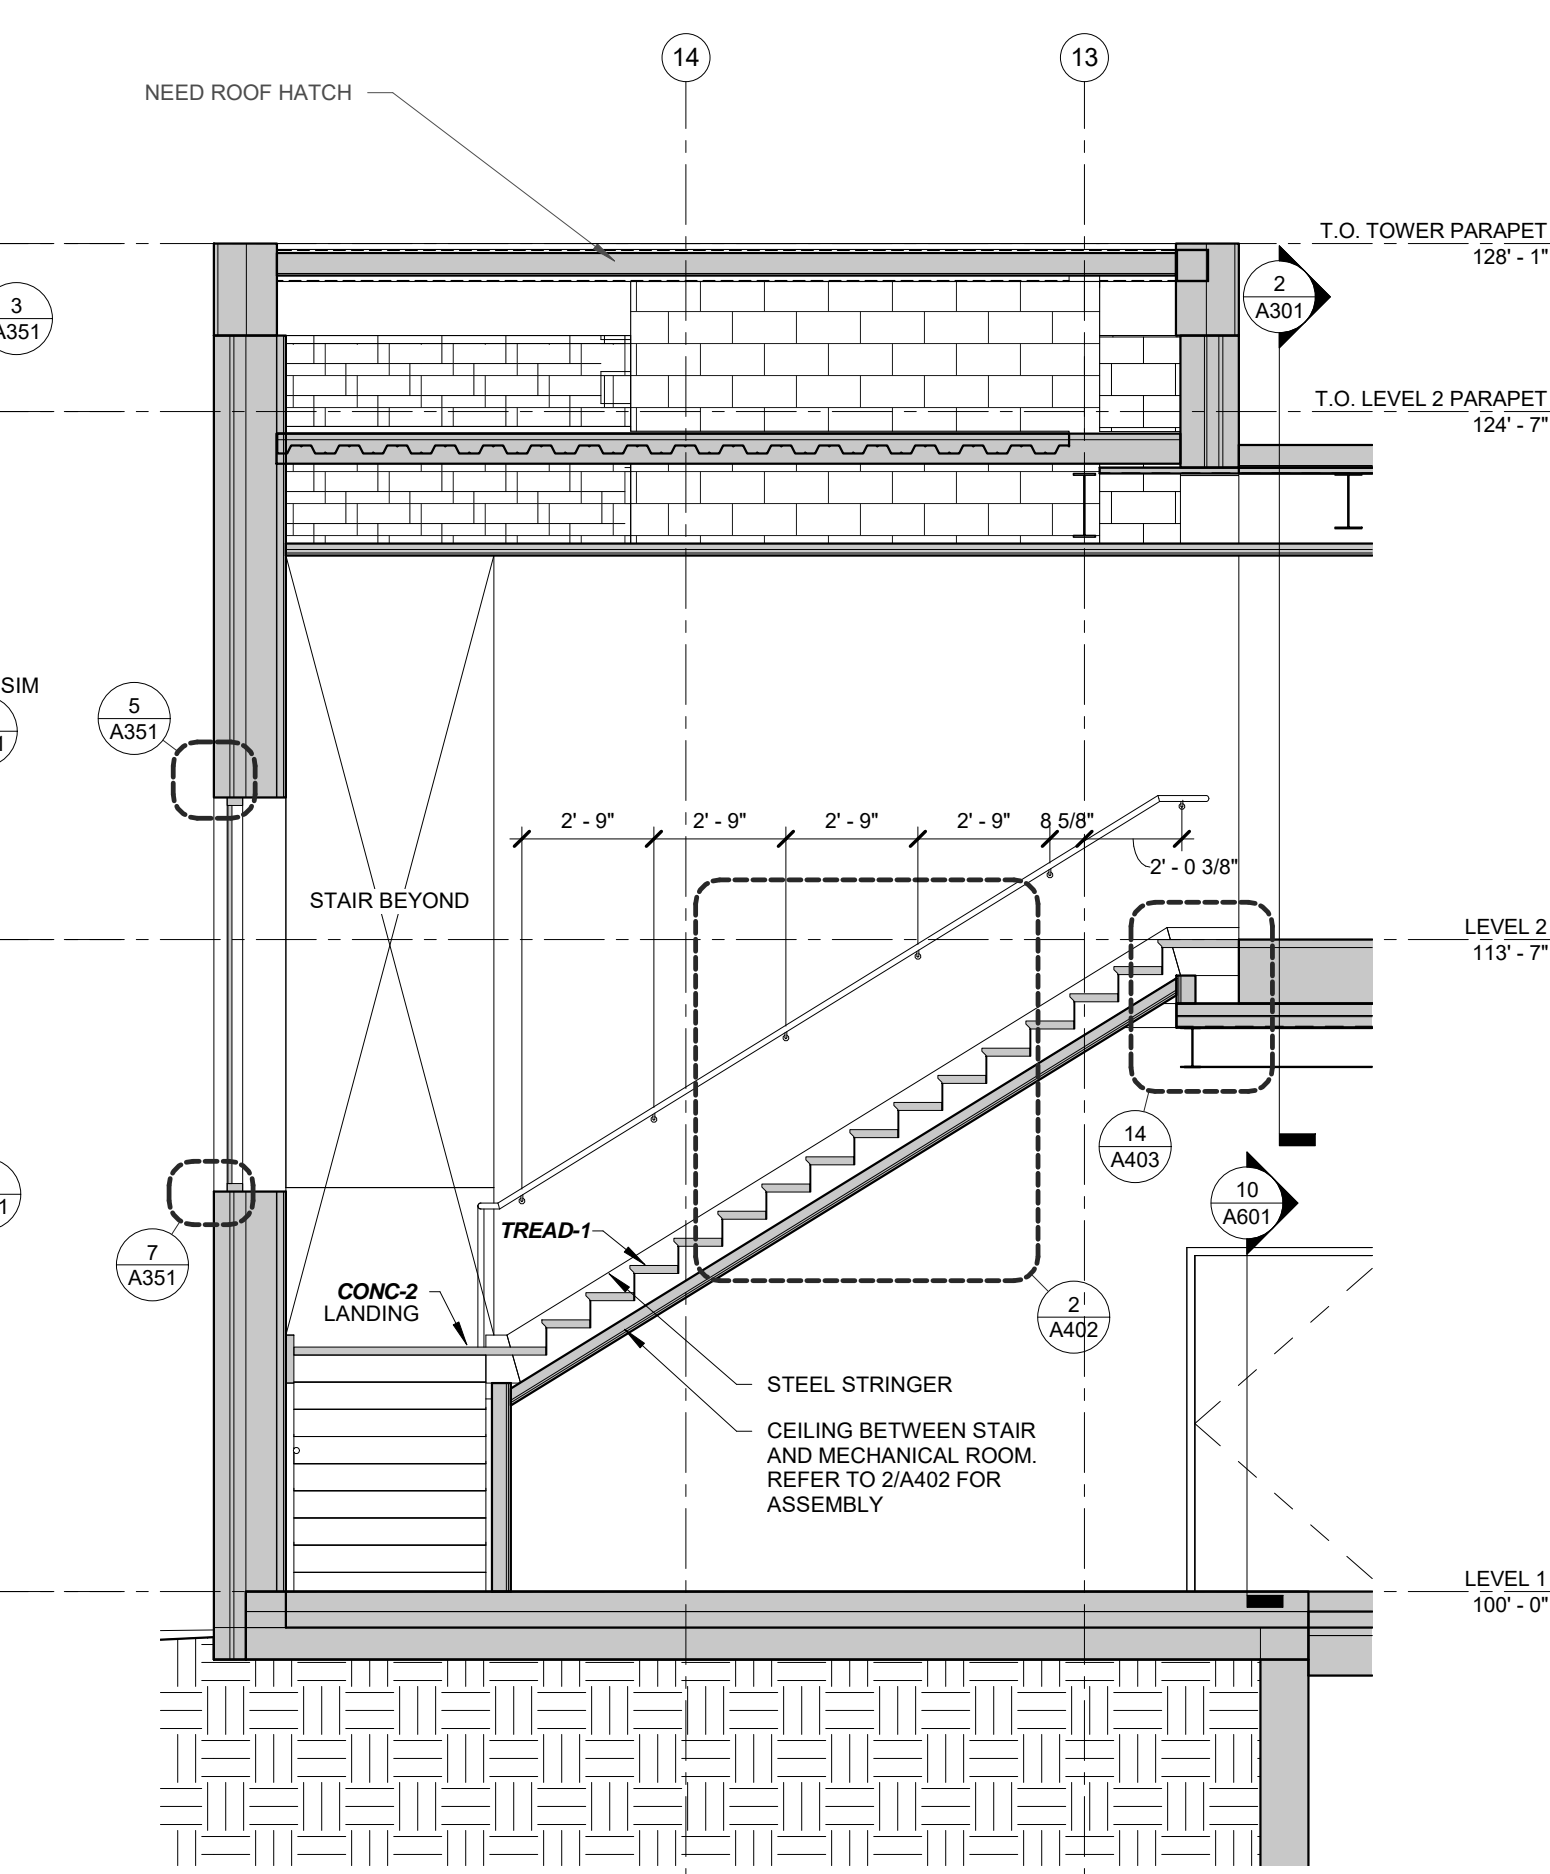 14
13
NEED ROOF HATCH
T.O. TOWER PARAPET
128' - 1"
2
A301
3
A351
T.O. LEVEL 2 PARAPET
124' - 7"
SIM
1
5
A351
2' - 9"
2' - 9"
2' - 9"
2' - 9"
8 5/8"
2' - 0 3/8"
STAIR BEYOND
LEVEL 2
113' - 7"
14
A403
1
10
A601
TREAD-1
7
A351
CONC-2
LANDING
2
A402
STEEL STRINGER
CEILING BETWEEN STAIR
AND MECHANICAL ROOM.
REFER TO 2/A402 FOR
ASSEMBLY
LEVEL 1
100' - 0"